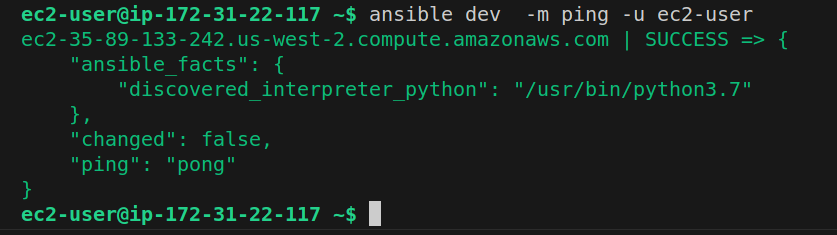 ec2-user@ip-172-31-22-117 ~$ ansible dev  -m ping -u ec2-user
ec2-35-89-133-242.us-west-2.compute.amazonaws.com | SUCCESS => {
    "ansible_facts": {
        "discovered_interpreter_python": "/usr/bin/python3.7"
    },
    "changed": false,
    "ping": "pong"
}
ec2-user@ip-172-31-22-117 ~$